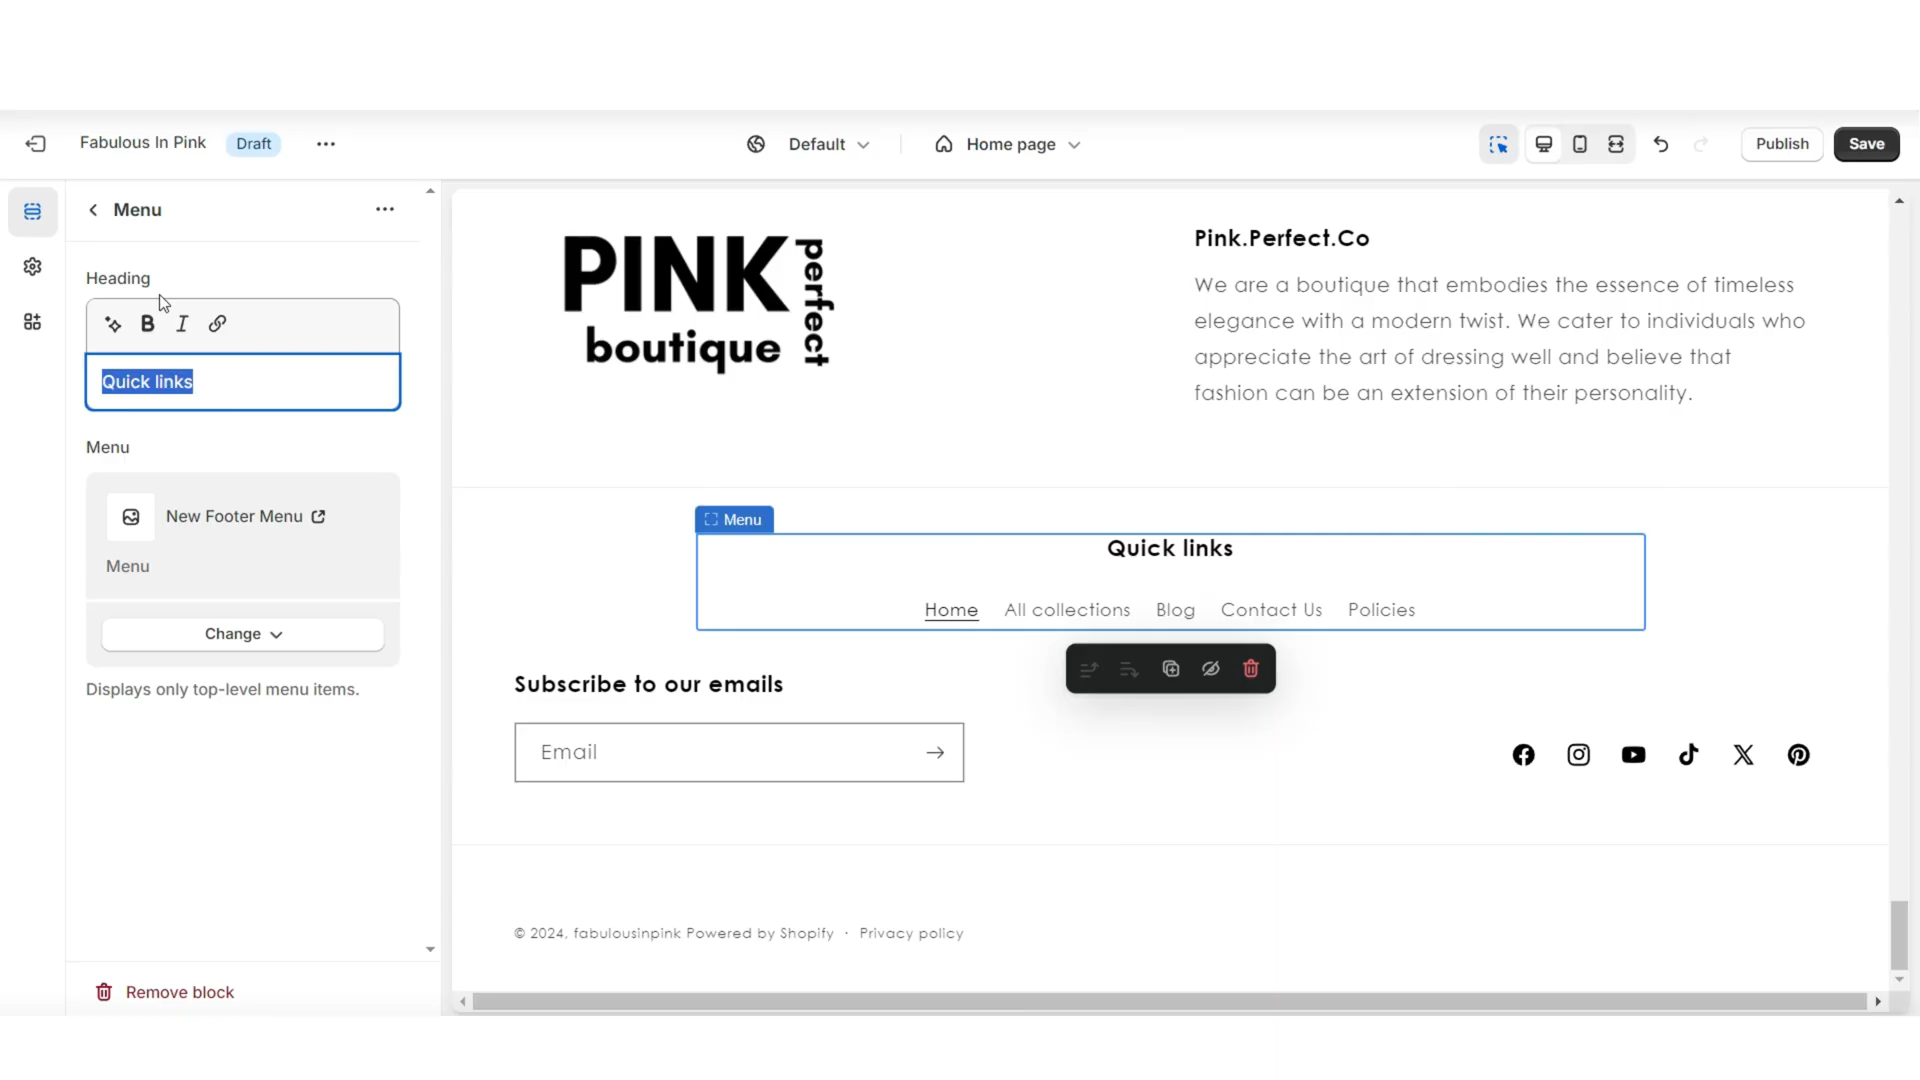 Fabulous In Pink
Draft
Default
Home page
Publish
Save
Menu
Heading
B I
Quick links
Menu
New Footer Menu
Menu
Change
Displays only top-level menu items.
Remove block
PINK
perfect
boutique
Pink.Perfect.Co
We are a boutique that embodies the essence of timeless
elegance with a modern twist. We cater to individuals who
appreciate the art of dressing well and believe that
fashion can be an extension of their personality.
Menu
Quick links
Home All collections Blog Contact Us Policies
Subscribe to our emails
Email
© 2024, fabulousinpink Powered by Shopify · Privacy policy